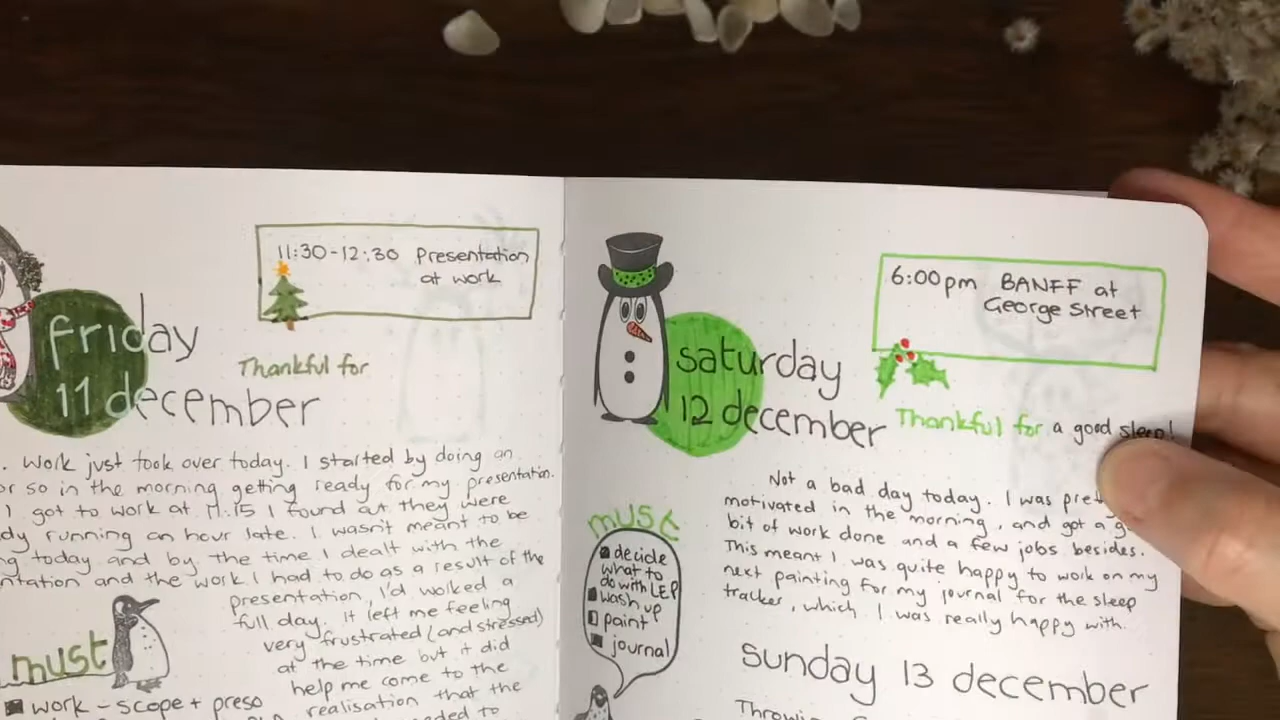 11:30-12:30 Presentation
at work
friday
11 december
Thankful for
. Work just took over today. I started by doing an
or so in the morning getting ready for my presentation.
I got to work at 11.15 I found out they were
dy running an hour late. I wasn't meant to be
today and by the time I dealt with the
ntation and the work I had to do as a result of the
presentation, I'd worked a
full day. It left me feeling
very frustrated (and stressed)
at the time but it did
help me come to the
realisation that the
must
work - scope + preso
6:00pm BANFF at
George Street
saturday
12 december
Thankful for a good sleep!
Not a bad day today. I was
motivated in the morning, and got a
bit of work done and a few jobs besides.
This meant I was quite happy to work on my
next painting for my journal for the sleep
tracker, which I was really happy with.
must
decide
what to
do with LEP
wash up
paint
journal
sunday 13 december